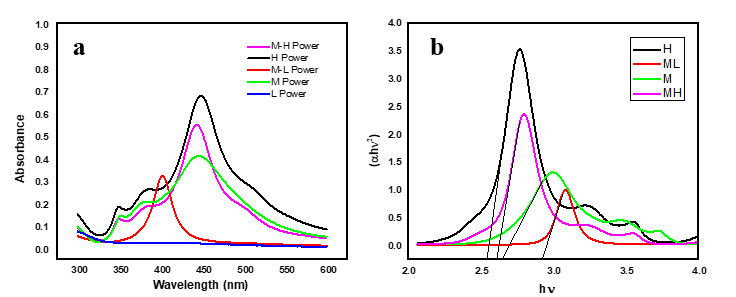 1.0
0.9
0.8
0.7
0.6
0.5
0.4
0.3
0.2
0.1
0.0
Absorbance
a
M-H Power
H Power
M-L Power
M Power
L Power
300 350 400 450 500 550 600
Wavelength (nm)
4.0
3.5
3.0
2.5
2.0
1.5
1.0
0.5
0.0
(αhν²)
b
H
ML
M
MH
2.0 2.5 3.0 3.5 4.0
hν